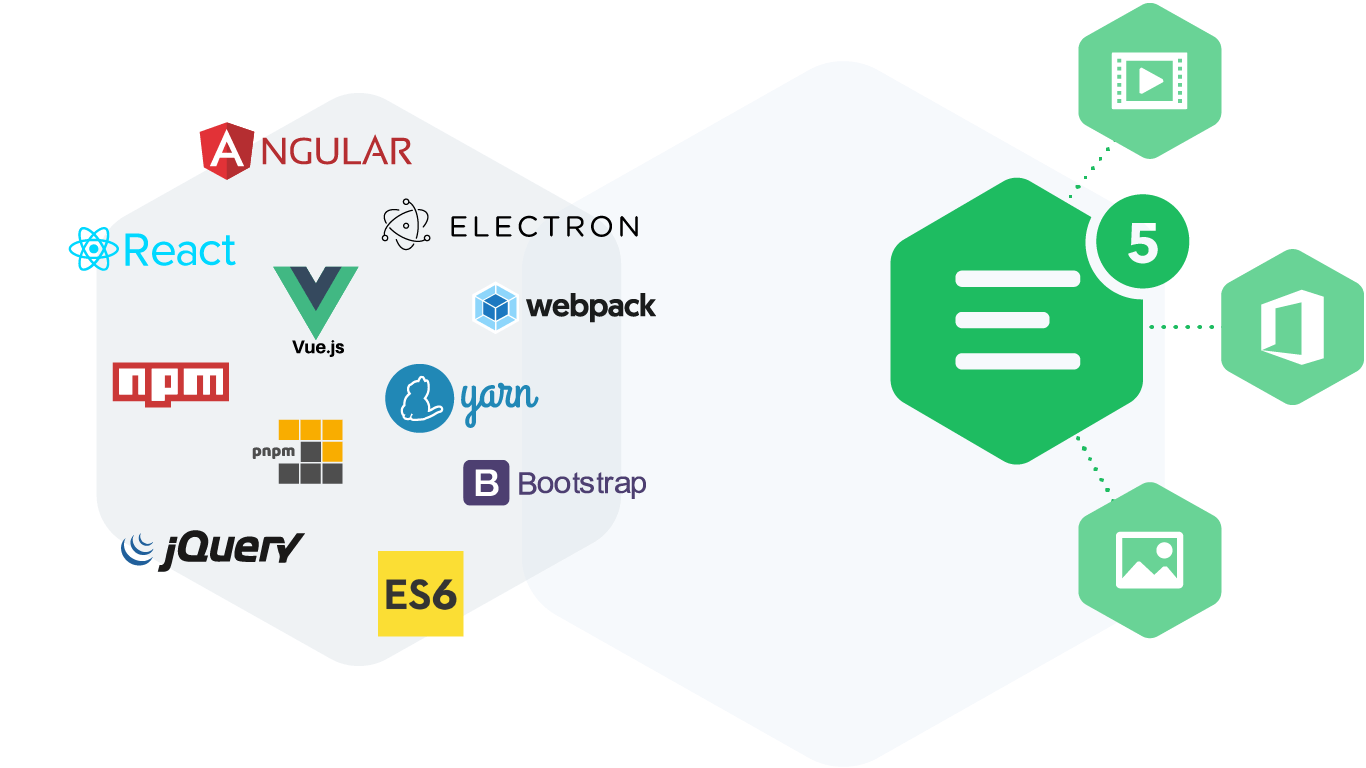 ANGULAR
ELECTRON
React
5
webpack
Vue.js
npm
yarn
pnpm
B Bootstrap
jQuery
ES6